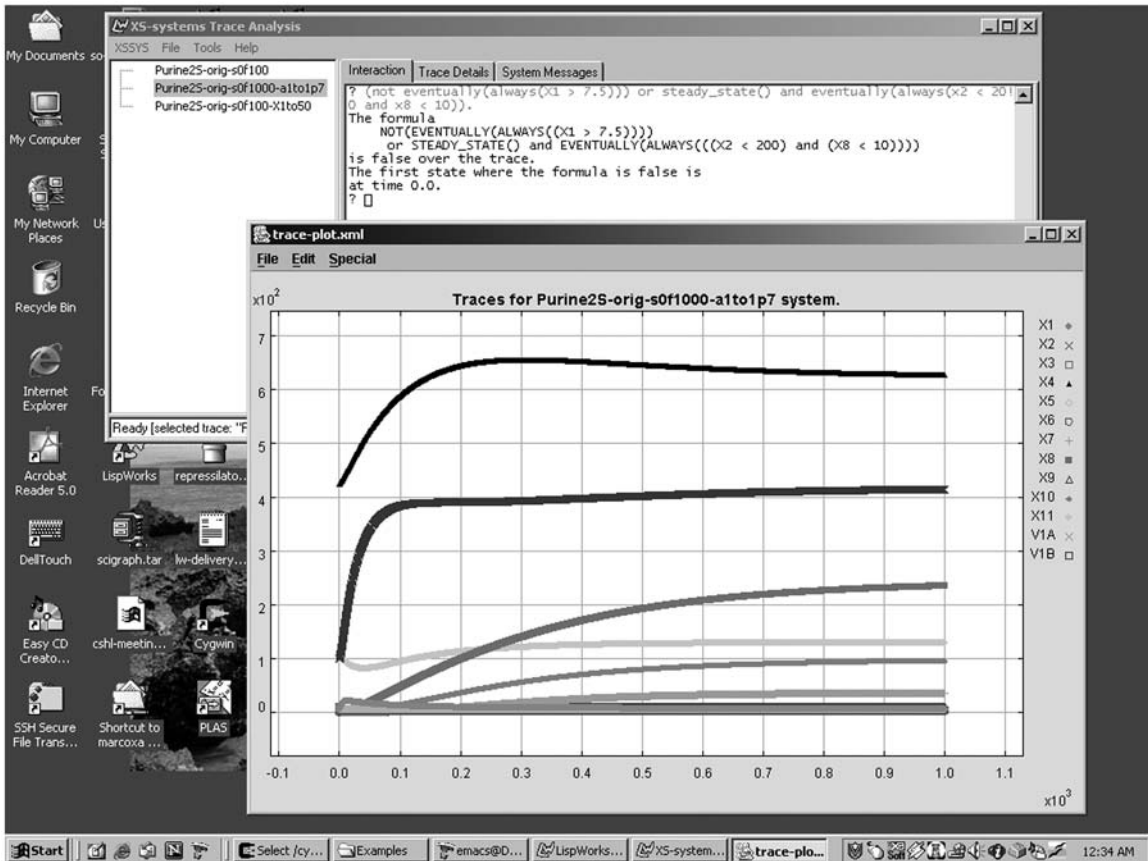 My Documents
so
My Computer
S
S
My Network
Places
Us
Recycle Bin
Internet
Explorer
Fo
Acrobat
Reader 5.0
LispWorks
repressilato...
DellTouch
scigraph.tar
lw-delivery...
Easy CD
Creato...
cshl-meetin...
Cygwin
SSH Secure
File Trans...
Shortcut to
marcoxa ...
PLAS
XS-systems Trace Analysis
XSSYS File Tools Help
Purine2S-orig-s0f100
Purine2S-orig-s0f1000-a1to1p7
Purine2S-orig-s0f100-X1to50
Interaction Trace Details System Messages
? (not eventually(always(X1 > 7.5))) or steady_state() and eventually(always(x2 < 20!
0 and x8 < 10)).
The formula
NOT(EVENTUALLY(ALWAYS((X1 > 7.5))))
or STEADY_STATE() and EVENTUALLY(ALWAYS(((X2 < 200) and (X8 < 10))))
is false over the trace.
The first state where the formula is false is
at time 0.0.
?
Ready [selected trace: "P
trace-plot.xml
File Edit Special
Traces for Purine2S-orig-s0f1000-a1to1p7 system.
x10²
7
6
5
4
3
2
1
0
-0.1 0.0 0.1 0.2 0.3 0.4 0.5 0.6 0.7 0.8 0.9 1.0 1.1
x10³
X1
X2
X3
X4
X5
X6
X7
X8
X9
X10
X11
V1A
V1B
Start
Select /cy...
Examples
emacs@D...
LispWorks...
XS-system...
trace-plo...
12:34 AM